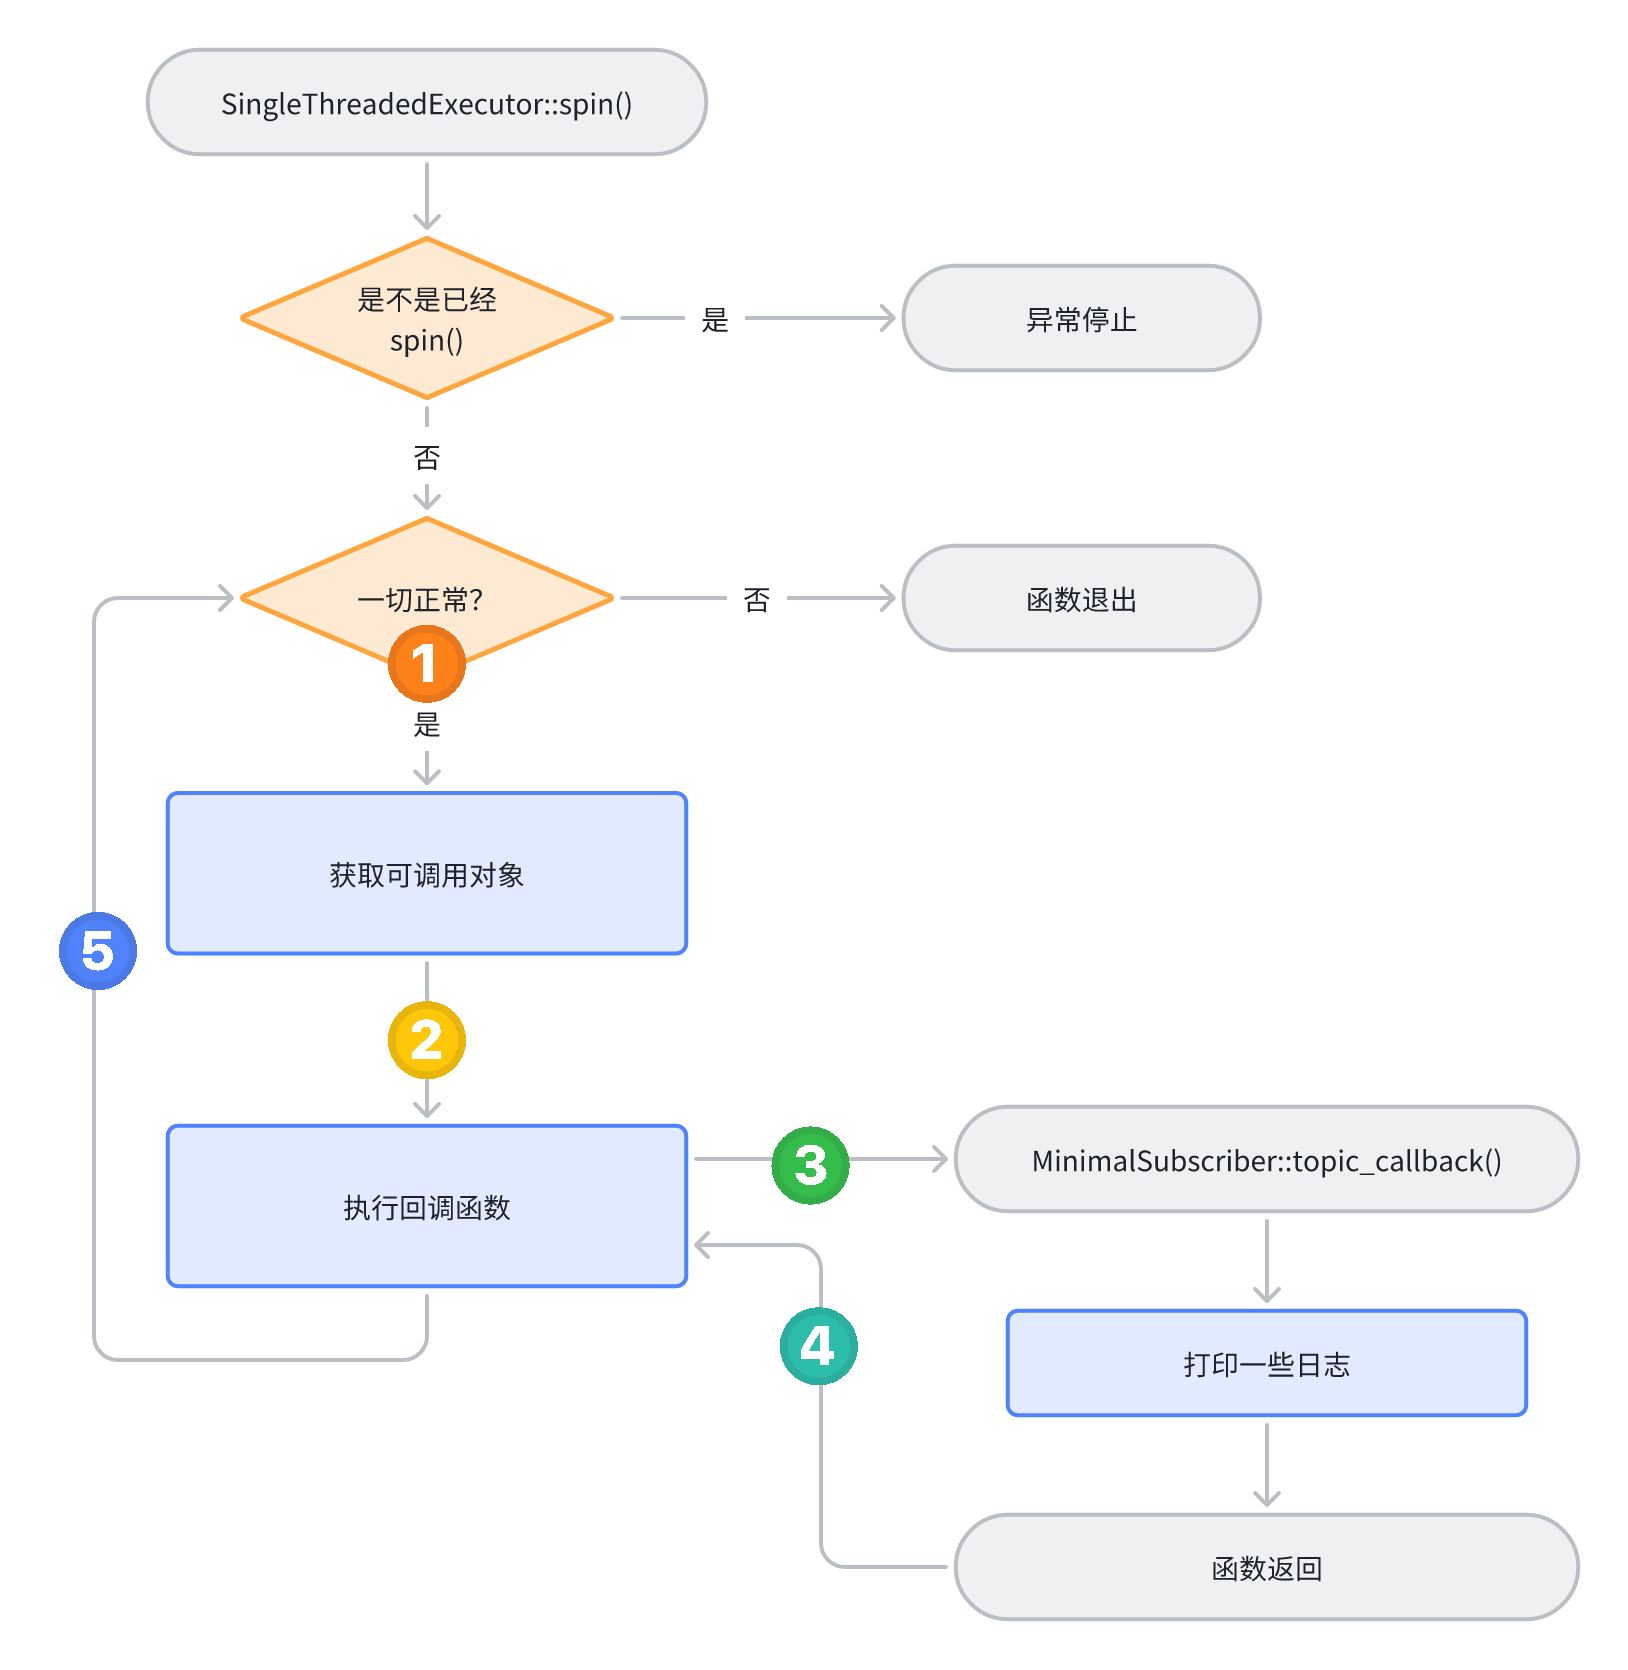 SingleThreadedExecutor::spin()
是不是已经
spin()
是
异常停止
否
一切正常?
否
函数退出
1
是
获取可调用对象
5
2
执行回调函数
3
MinimalSubscriber::topic_callback()
4
打印一些日志
函数返回